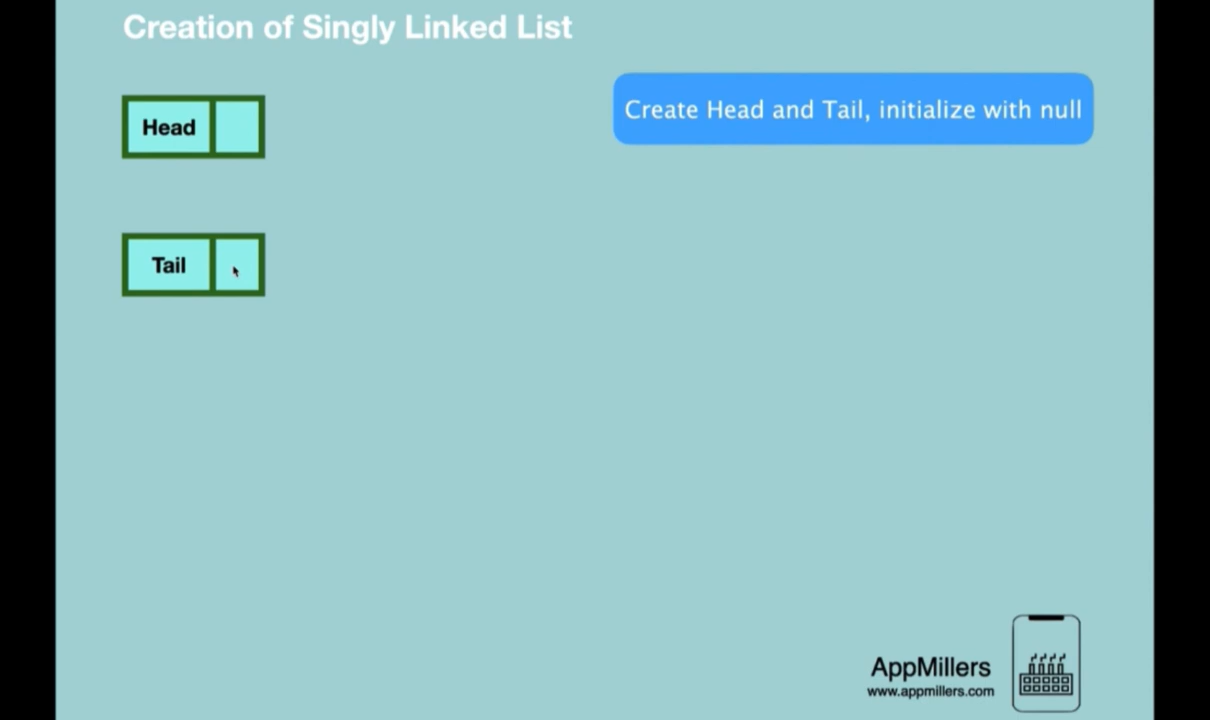 Creation of Singly Linked List
Head
Create Head and Tail, initialize with null
Tail
AppMillers
www.appmillers.com